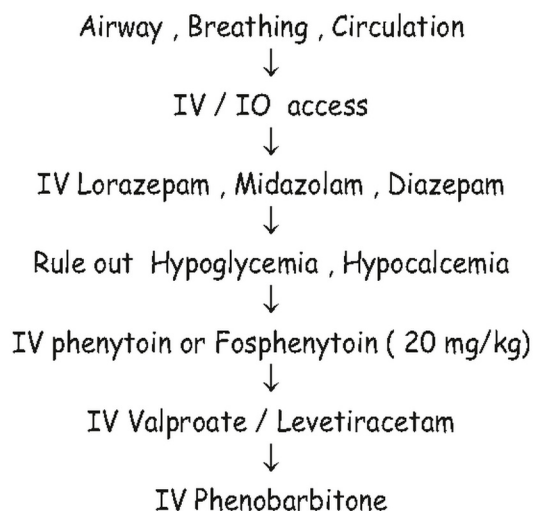 Airway , Breathing , Circulation
IV / IO access
IV Lorazepam , Midazolam , Diazepam
Rule out Hypoglycemia , Hypocalcemia
IV phenytoin or Fosphenytoin ( 20 mg/kg)
IV Valproate / Levetiracetam
IV Phenobarbitone